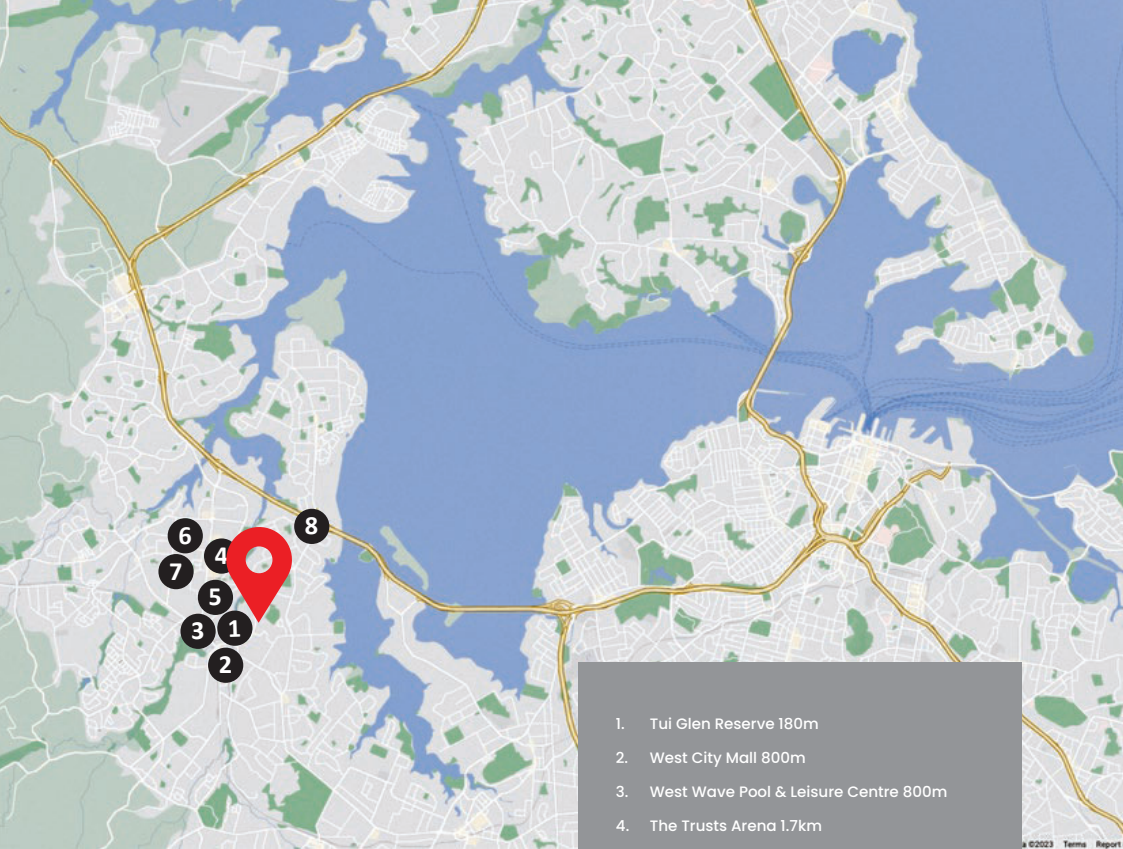 6
8
4
7
5
3
1
2
1. Tui Glen Reserve 180m
2. West City Mall 800m
3. West Wave Pool & Leisure Centre 800m
4. The Trusts Arena 1.7km
©2023 Terms Report